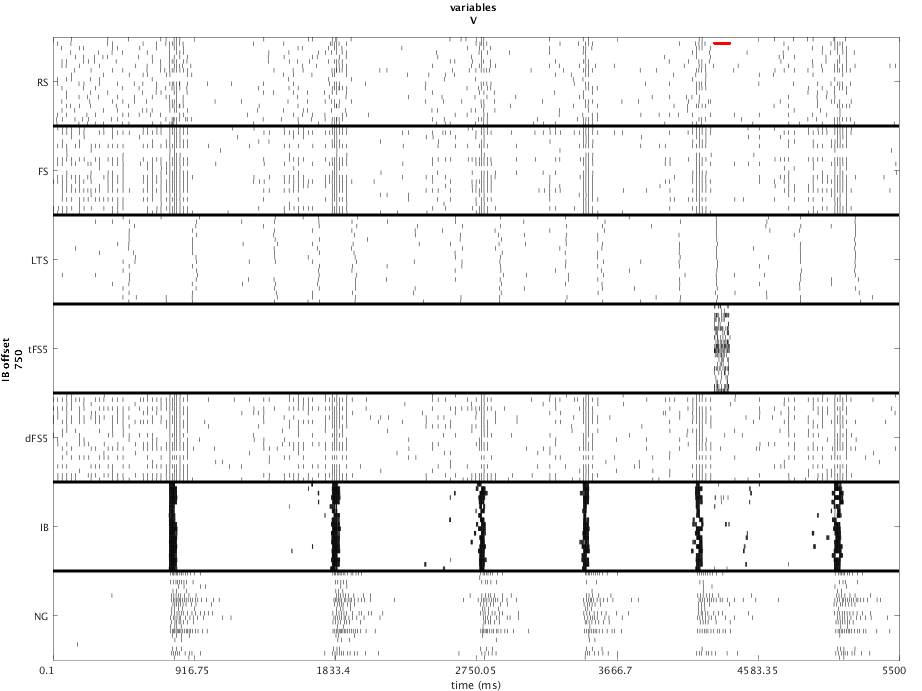 variables
V
RS
FS
LTS
tFS5
dFS5
IB
NG
IB offset
750
0.1
916.75
1833.4
2750.05
3666.7
4583.35
5500
time (ms)